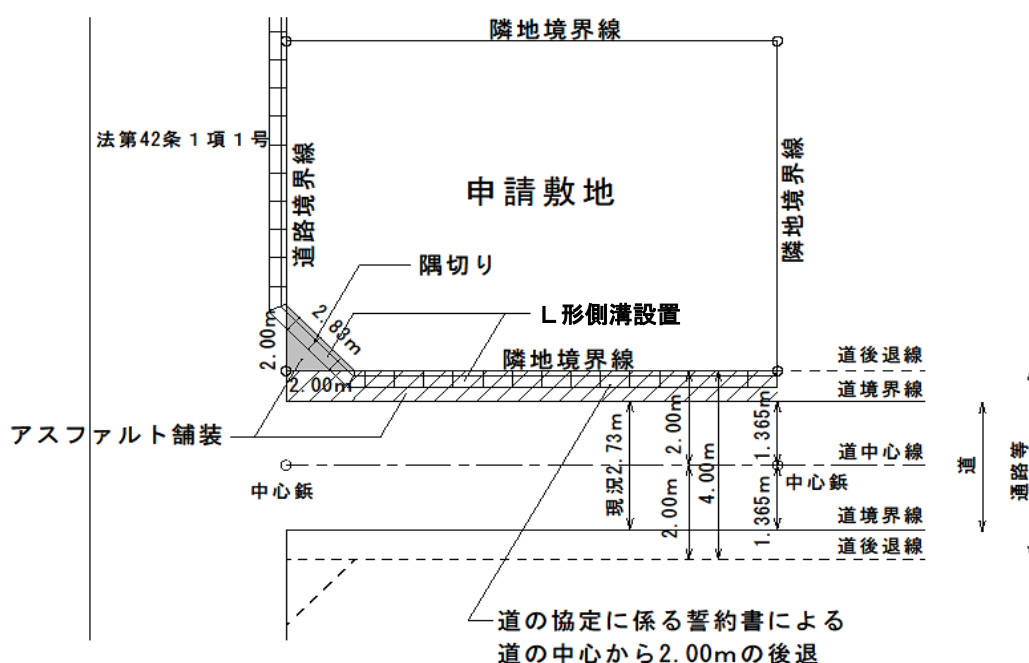 隣地境界線
法第42条1項1号
道路境界線
申請敷地
隣地境界線
隅切り
2.83m
2.00m
L形側溝設置
隣地境界線
2.00m
道後退線
道境界線
アスファルト舗装
現況2.73m
2.00m
4.00m
1.365m
道中心線
中心鋲
中心鋲
2.00m
1.365m
道境界線
道後退線
道
通路等
道の協定に係る誓約書による
道の中心から2.00mの後退